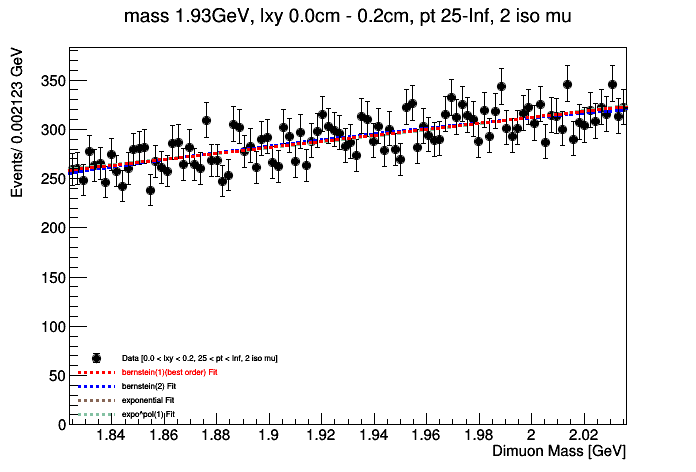 mass 1.93GeV, lxy 0.0cm - 0.2cm, pt 25-Inf, 2 iso mu
Events/ 0.002123 GeV
350
300
250
200
150
100
50
0
Data [0.0 < lxy < 0.2, 25 < pt < Inf, 2 iso mu]
bernstein(1)(best order) Fit
bernstein(2) Fit
exponential Fit
expo^pol(1) Fit
1.84 1.86 1.88 1.9 1.92 1.94 1.96 1.98 2 2.02
Dimuon Mass [GeV]